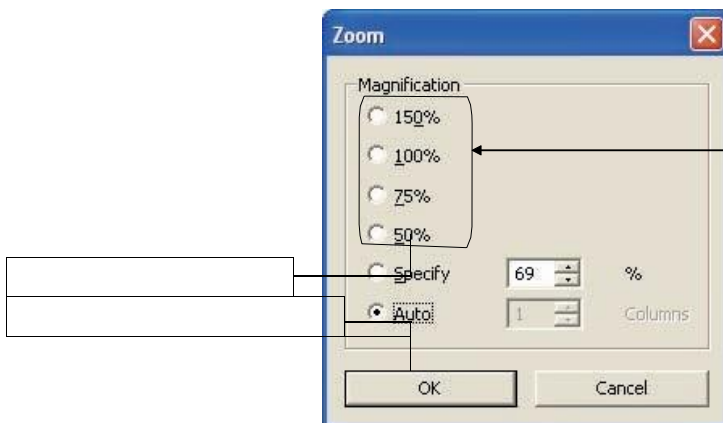 Zoom
Magnification
150%
100%
75%
50%
Specify 69 %
Auto 1 Columns
OK Cancel